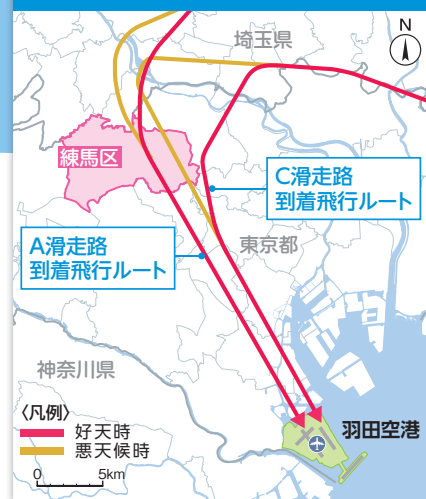 N
埼玉県
練馬区
C滑走路
到着飛行ルート
A滑走路
到着飛行ルート
東京都
神奈川県
〈凡例〉
好天時
悪天候時
0 5km
羽田空港